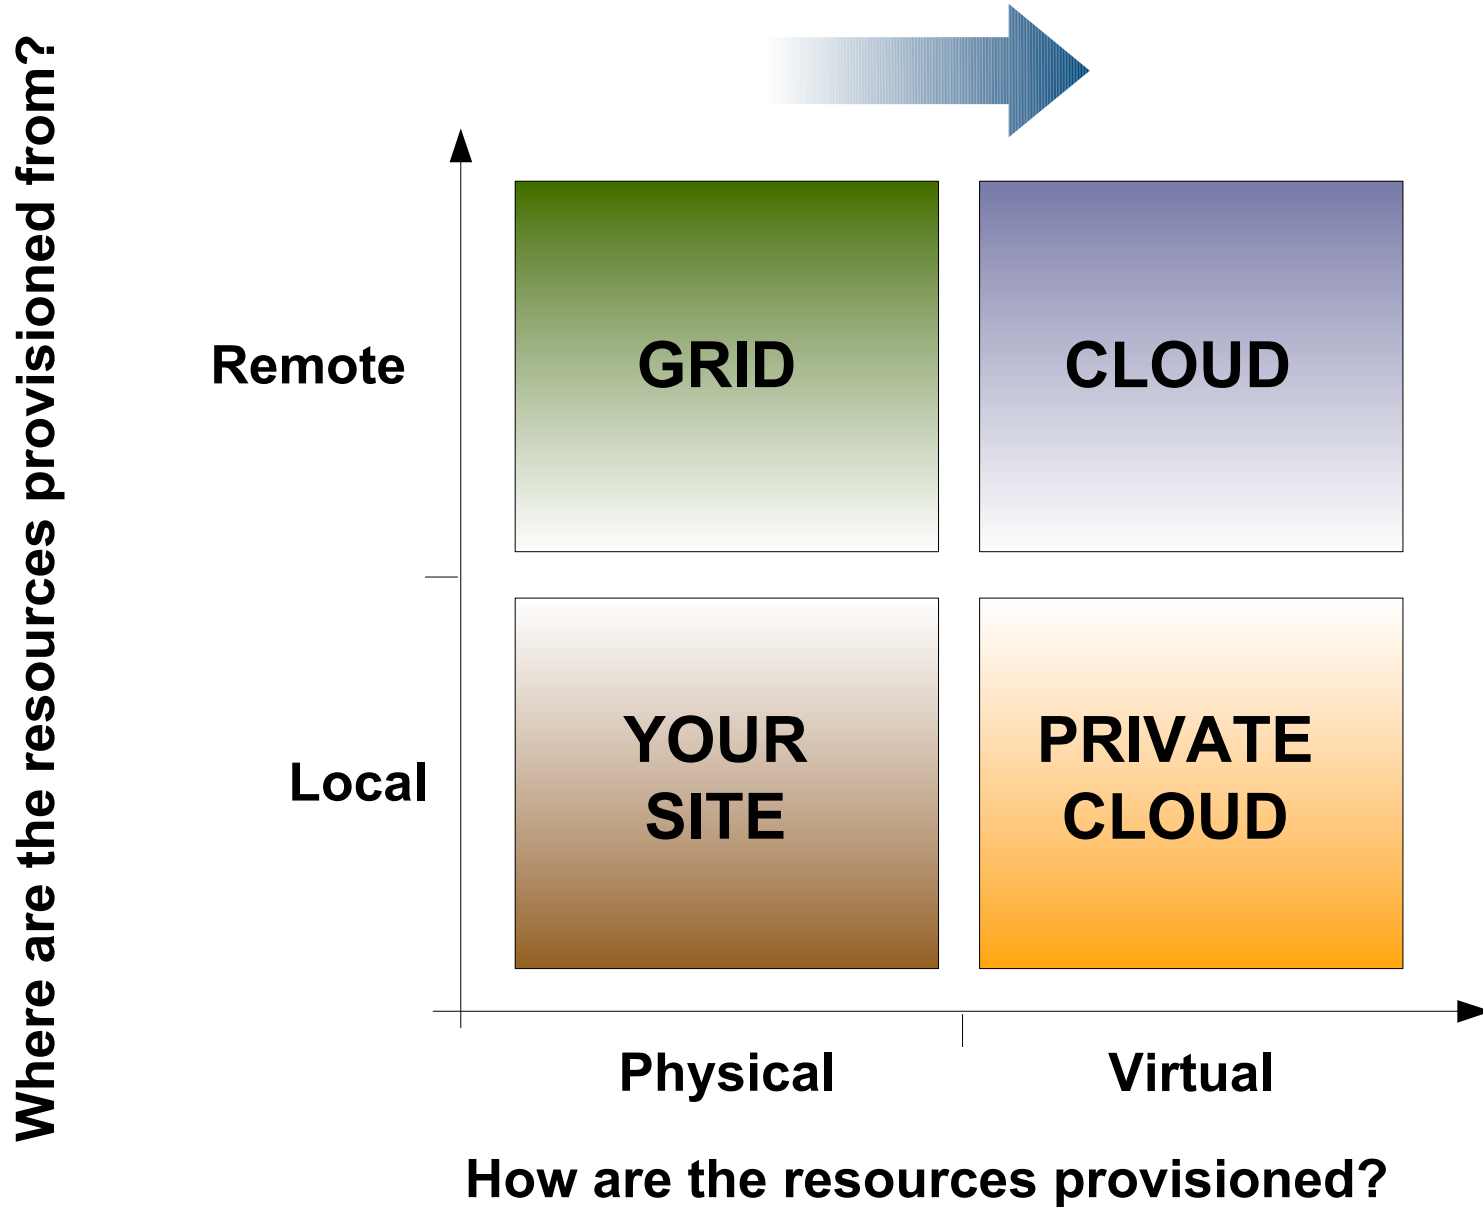 Where are the resources provisioned from?
Remote
GRID
CLOUD
Local
YOUR
SITE
PRIVATE
CLOUD
Physical
Virtual
How are the resources provisioned?